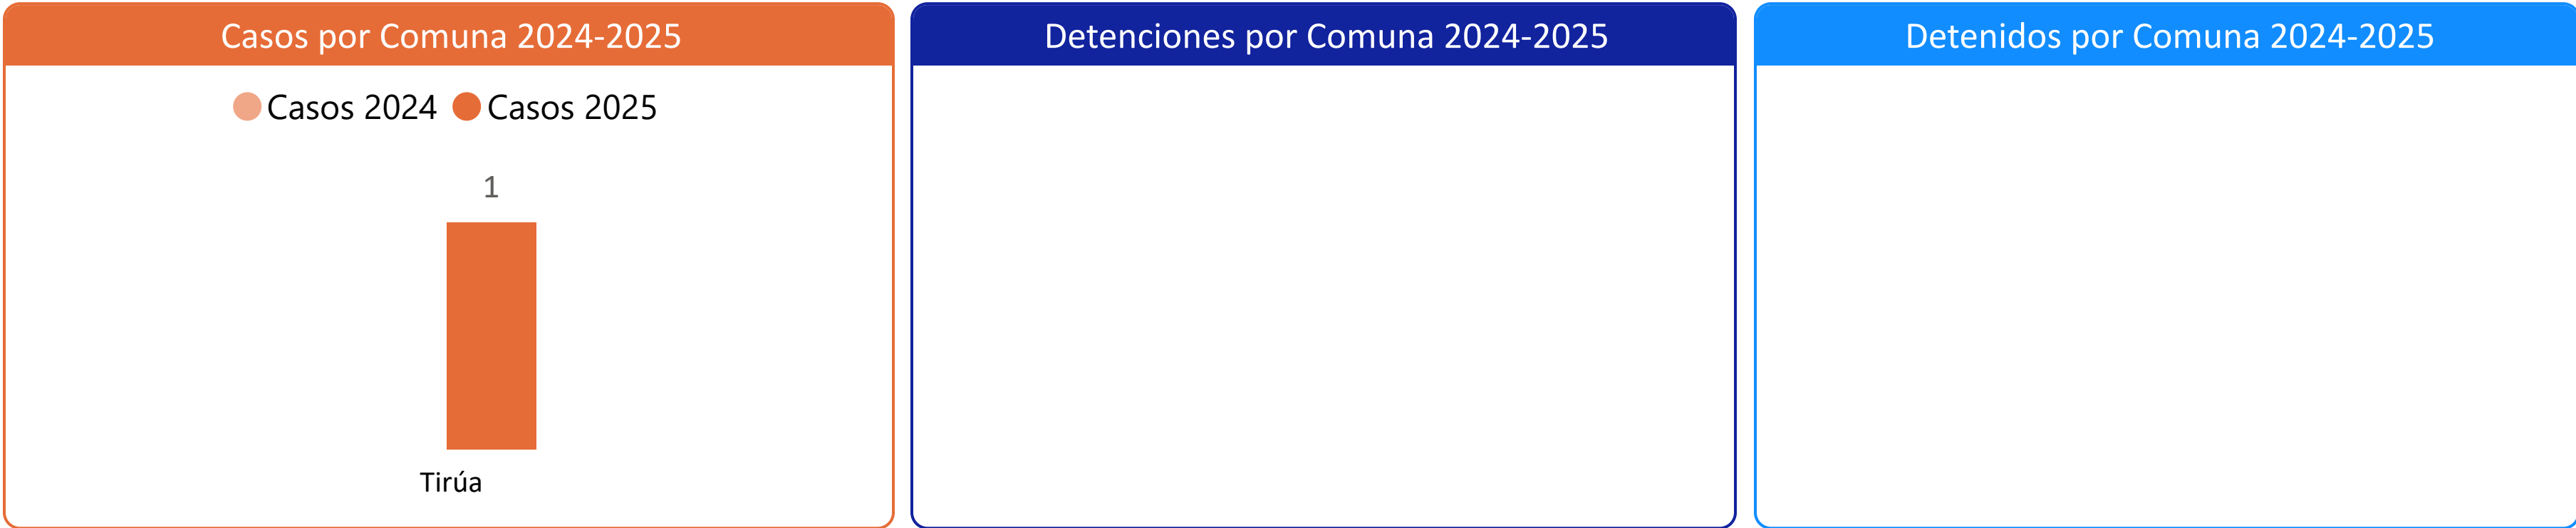 Casos por Comuna 2024-2025
Casos 2024 Casos 2025
1
Tirúa
Detenciones por Comuna 2024-2025
Detenidos por Comuna 2024-2025